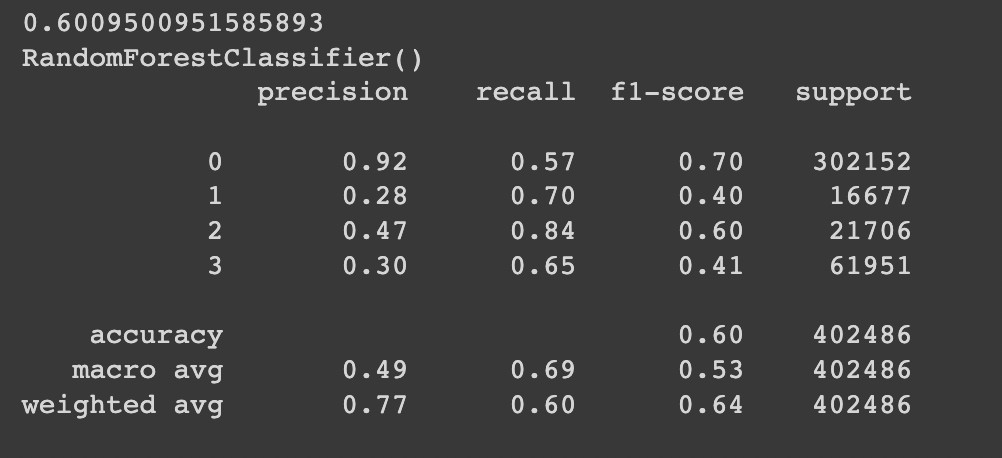 0.6009500951585893
RandomForestClassifier()
precision recall f1-score support
0 0.92 0.57 0.70 302152
1 0.28 0.70 0.40 16677
2 0.47 0.84 0.60 21706
3 0.30 0.65 0.41 61951
accuracy 0.60 402486
macro avg 0.49 0.69 0.53 402486
weighted avg 0.77 0.60 0.64 402486